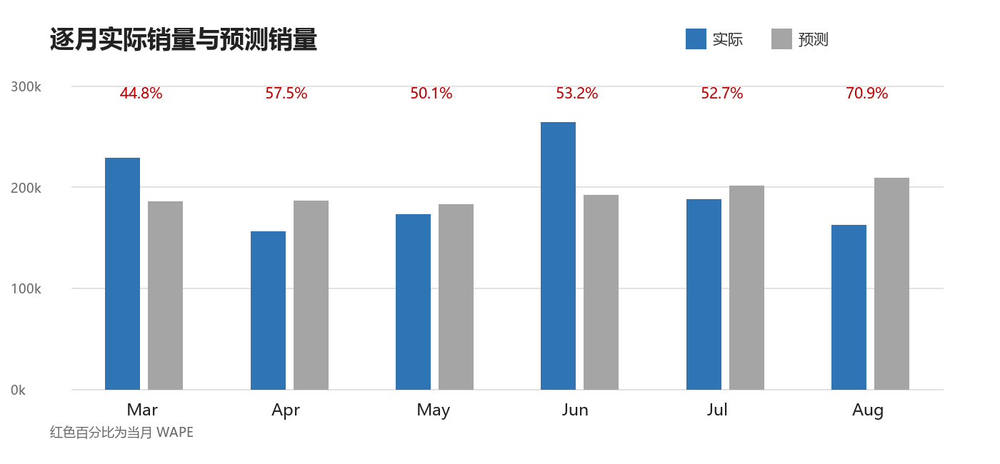 逐月实际销量与预测销量
实际 预测
300k
44.8% 57.5% 50.1% 53.2% 52.7% 70.9%
200k
100k
0k
Mar Apr May Jun Jul Aug
红色百分比为当月 WAPE